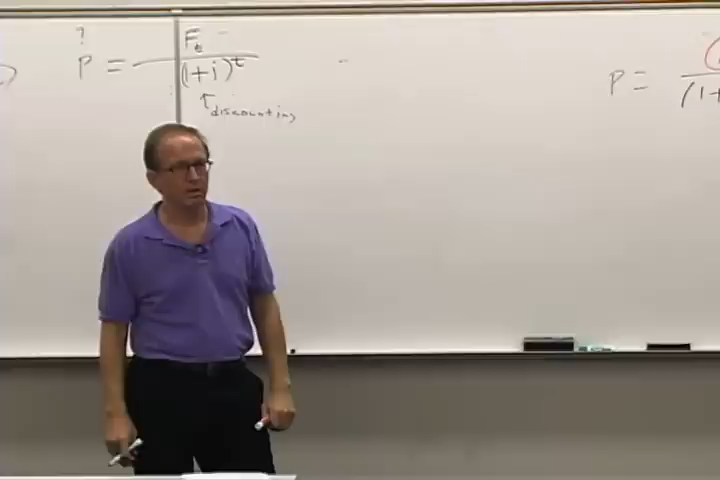 ?
P = F_t
(1+i)^t
discounting
P =
(1+